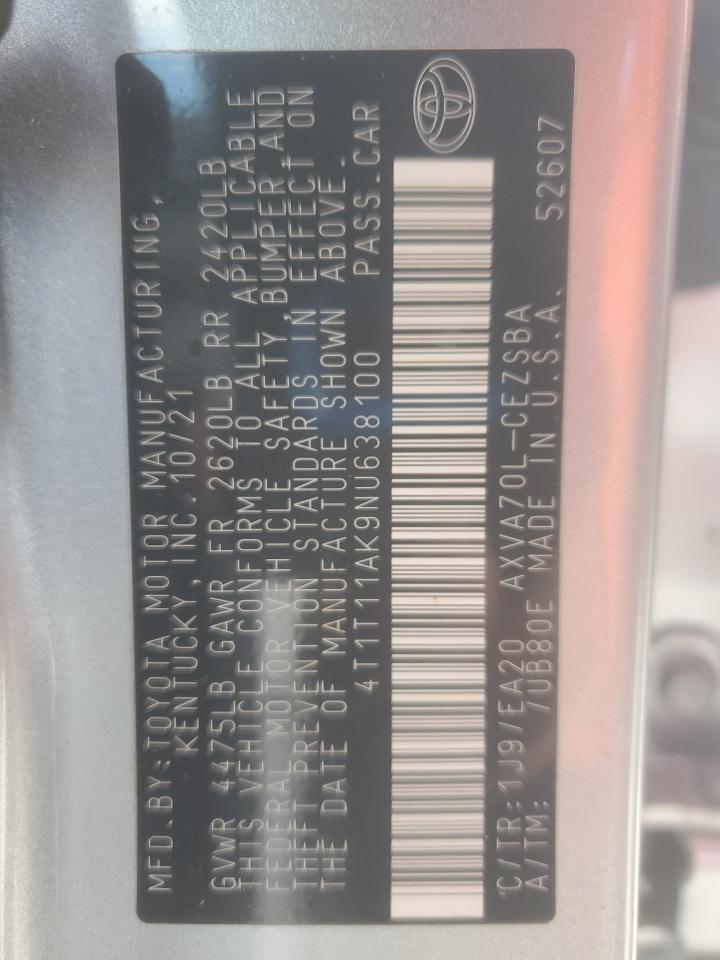 MFD.BY:TOYOTA MOTOR MANUFACTURING,
KENTUCKY, INC. 10/21
GVWR 4475LB GAWR FR 2620LB RR 2420LB
THIS VEHICLE CONFORMS TO ALL APPLICABLE
FEDERAL MOTOR VEHICLE SAFETY, BUMPER, AND
THEFT PREVENTION STANDARDS IN EFFECT ON
THE DATE OF MANUFACTURE SHOWN ABOVE.
4T1T11AK9NU638100 PASS.CAR
C/TR:1J9/EA20 AXVA70L-CEZSBA 52607
A/TM: /UB80E MADE IN U.S.A.